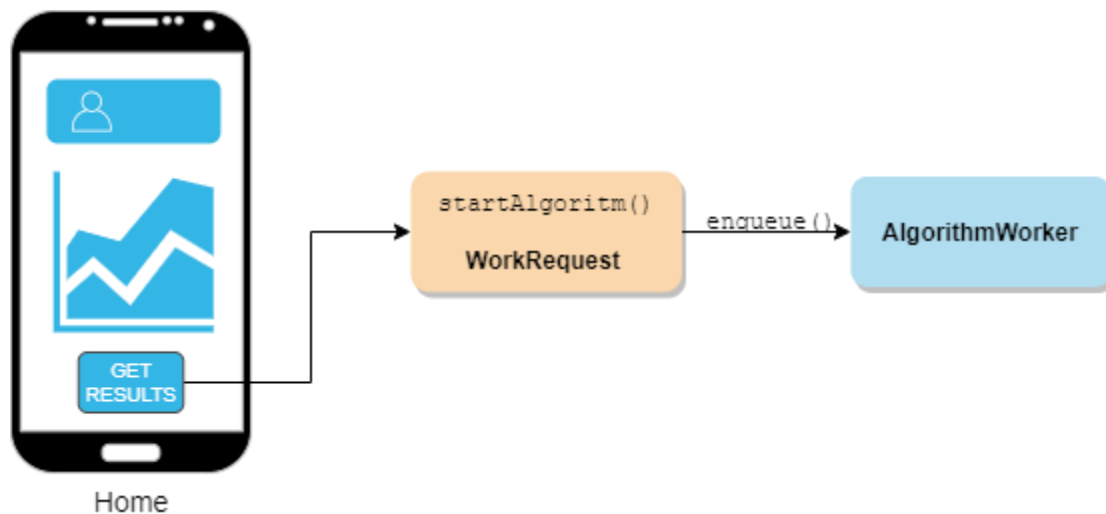 startAlgoritm()
WorkRequest
enqueue()
AlgorithmWorker
GET
RESULTS
Home